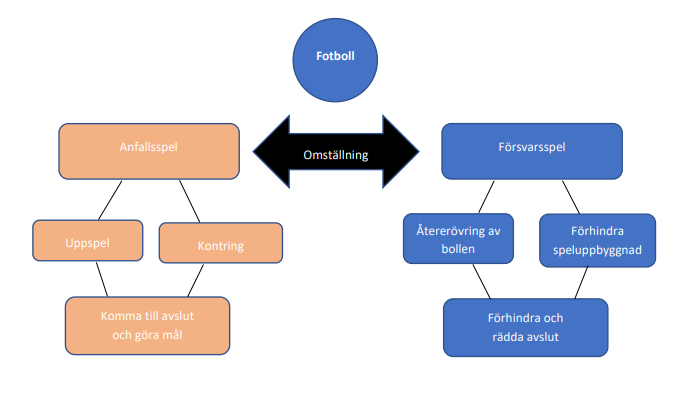 Fotboll
Anfallsspel
Omställning
Försvarsspel
Uppspel
Kontring
Återerövring av
bollen
Förhindra
speluppbyggnad
Komma till avslut
och göra mål
Förhindra och
rädda avslut